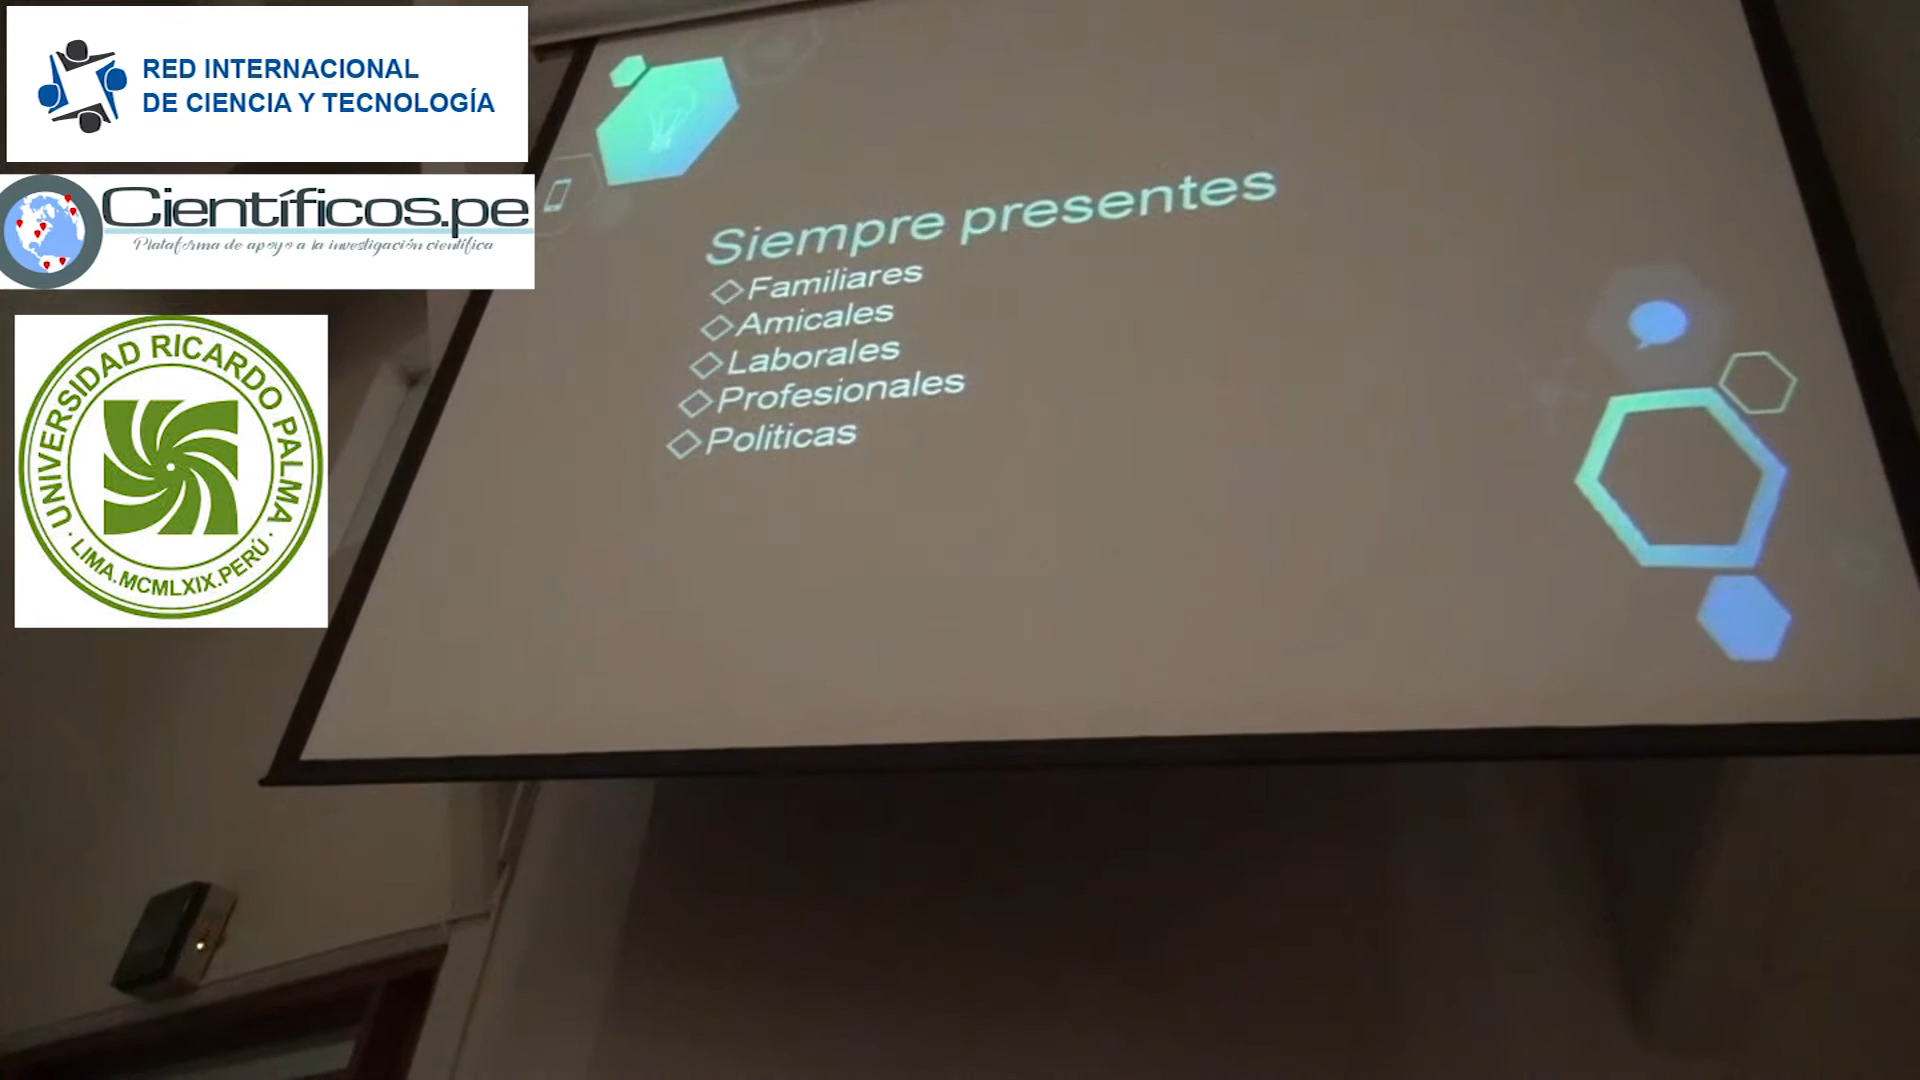 RED INTERNACIONAL
DE CIENCIA Y TECNOLOGÍA
Científicos.pe
Plataforma de apoyo a la investigación científica
UNIVERSIDAD RICARDO PALMA
· LIMA.MCMLXIX.PERÚ ·
Siempre presentes
Familiares
Amicales
Laborales
Profesionales
Politicas